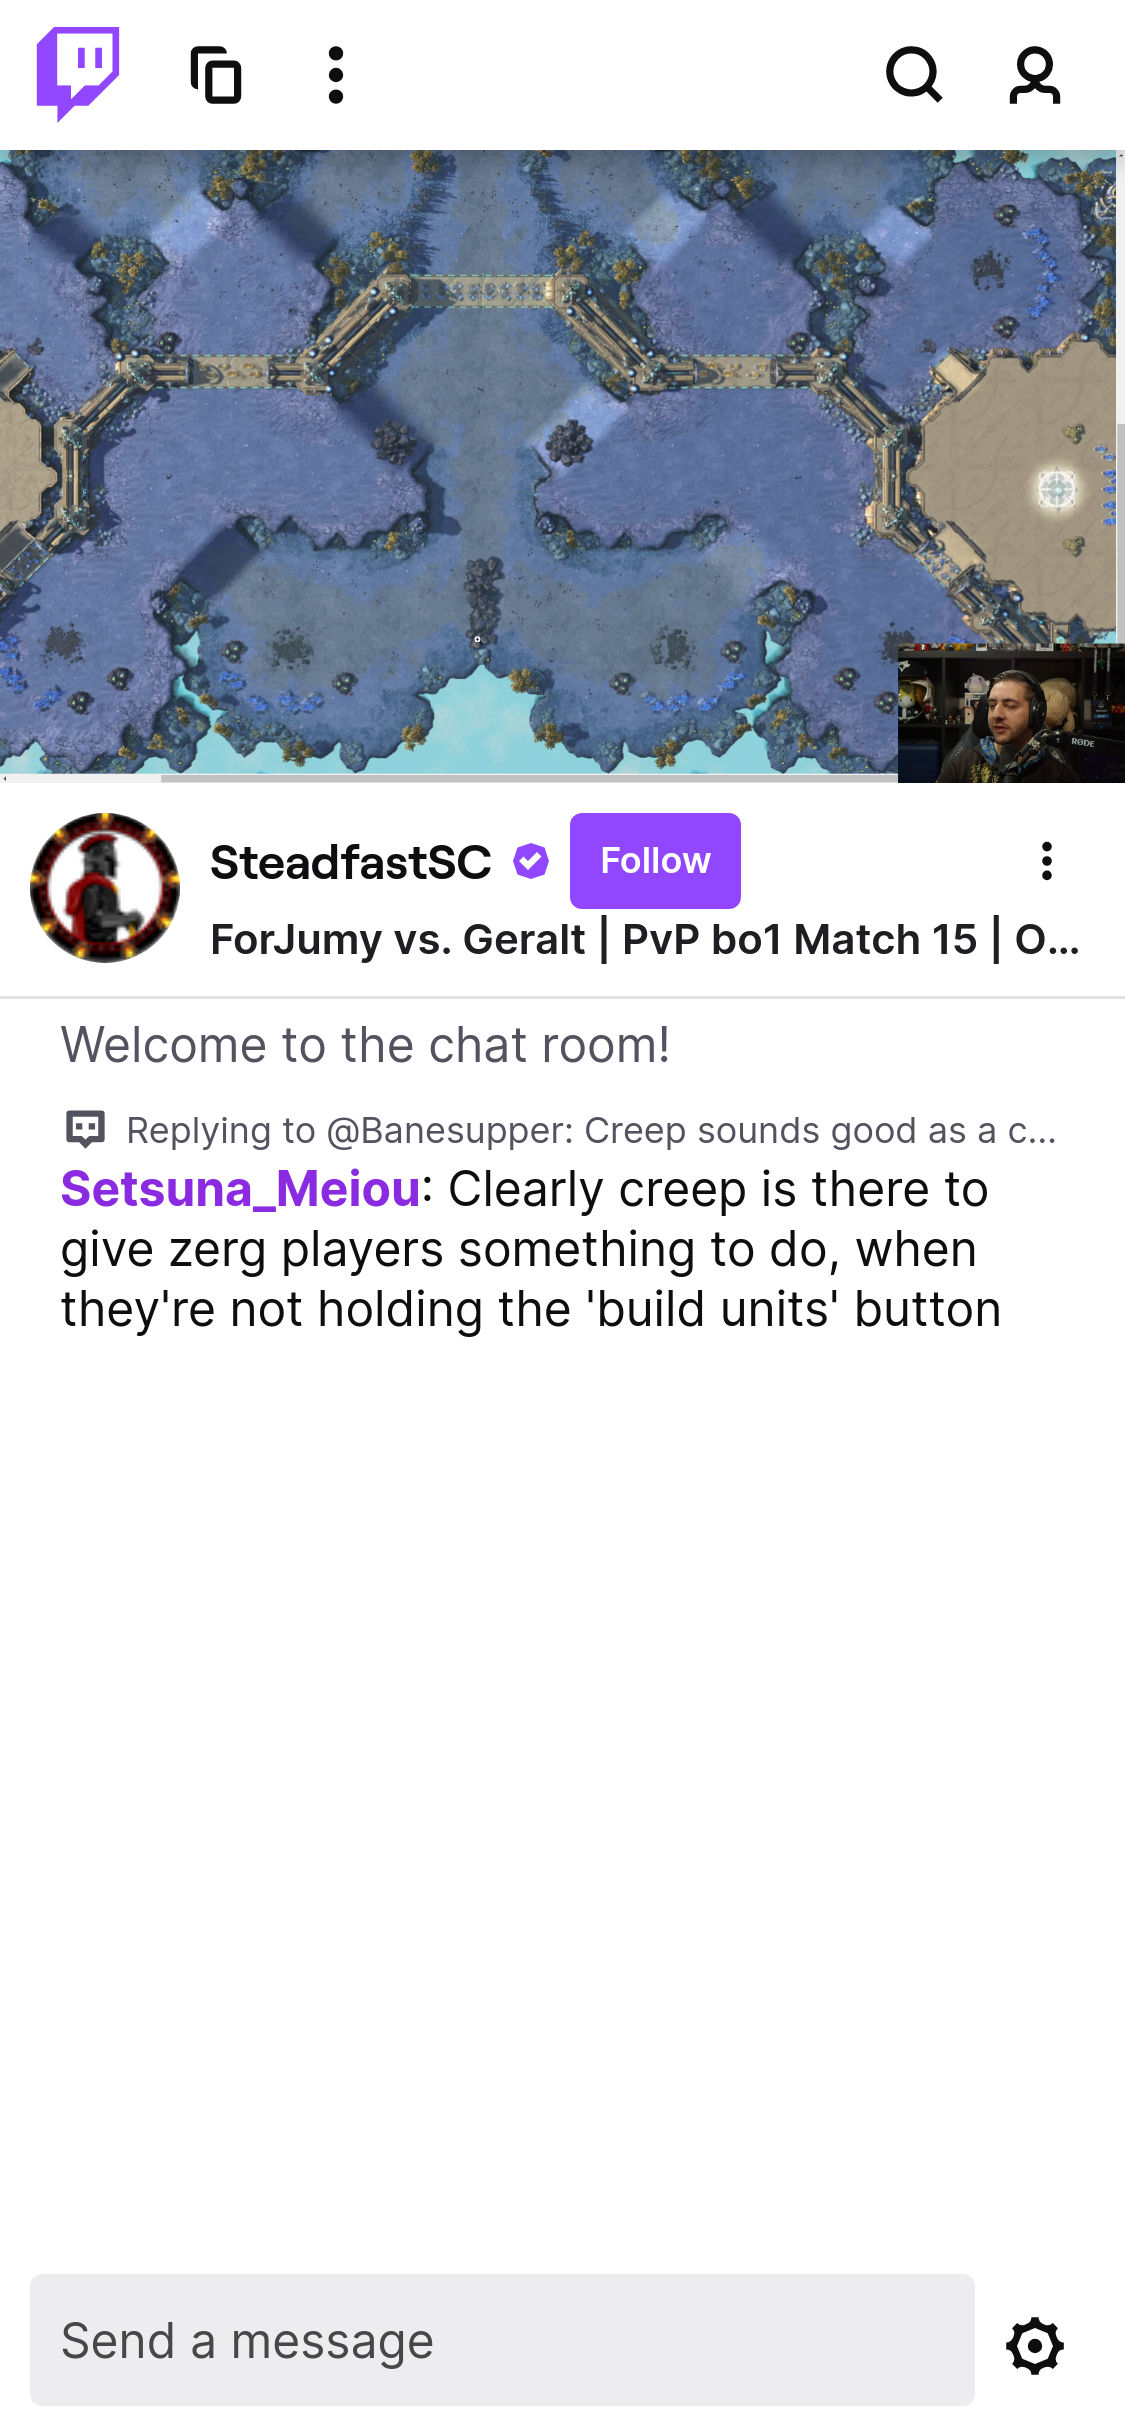 RØDE
SteadfastSC
Follow
ForJumy vs. Geralt | PvP bo1 Match 15 | O...
Welcome to the chat room!
Replying to @Banesupper: Creep sounds good as a c...
Setsuna_Meiou: Clearly creep is there to
give zerg players something to do, when
they're not holding the 'build units' button
Send a message